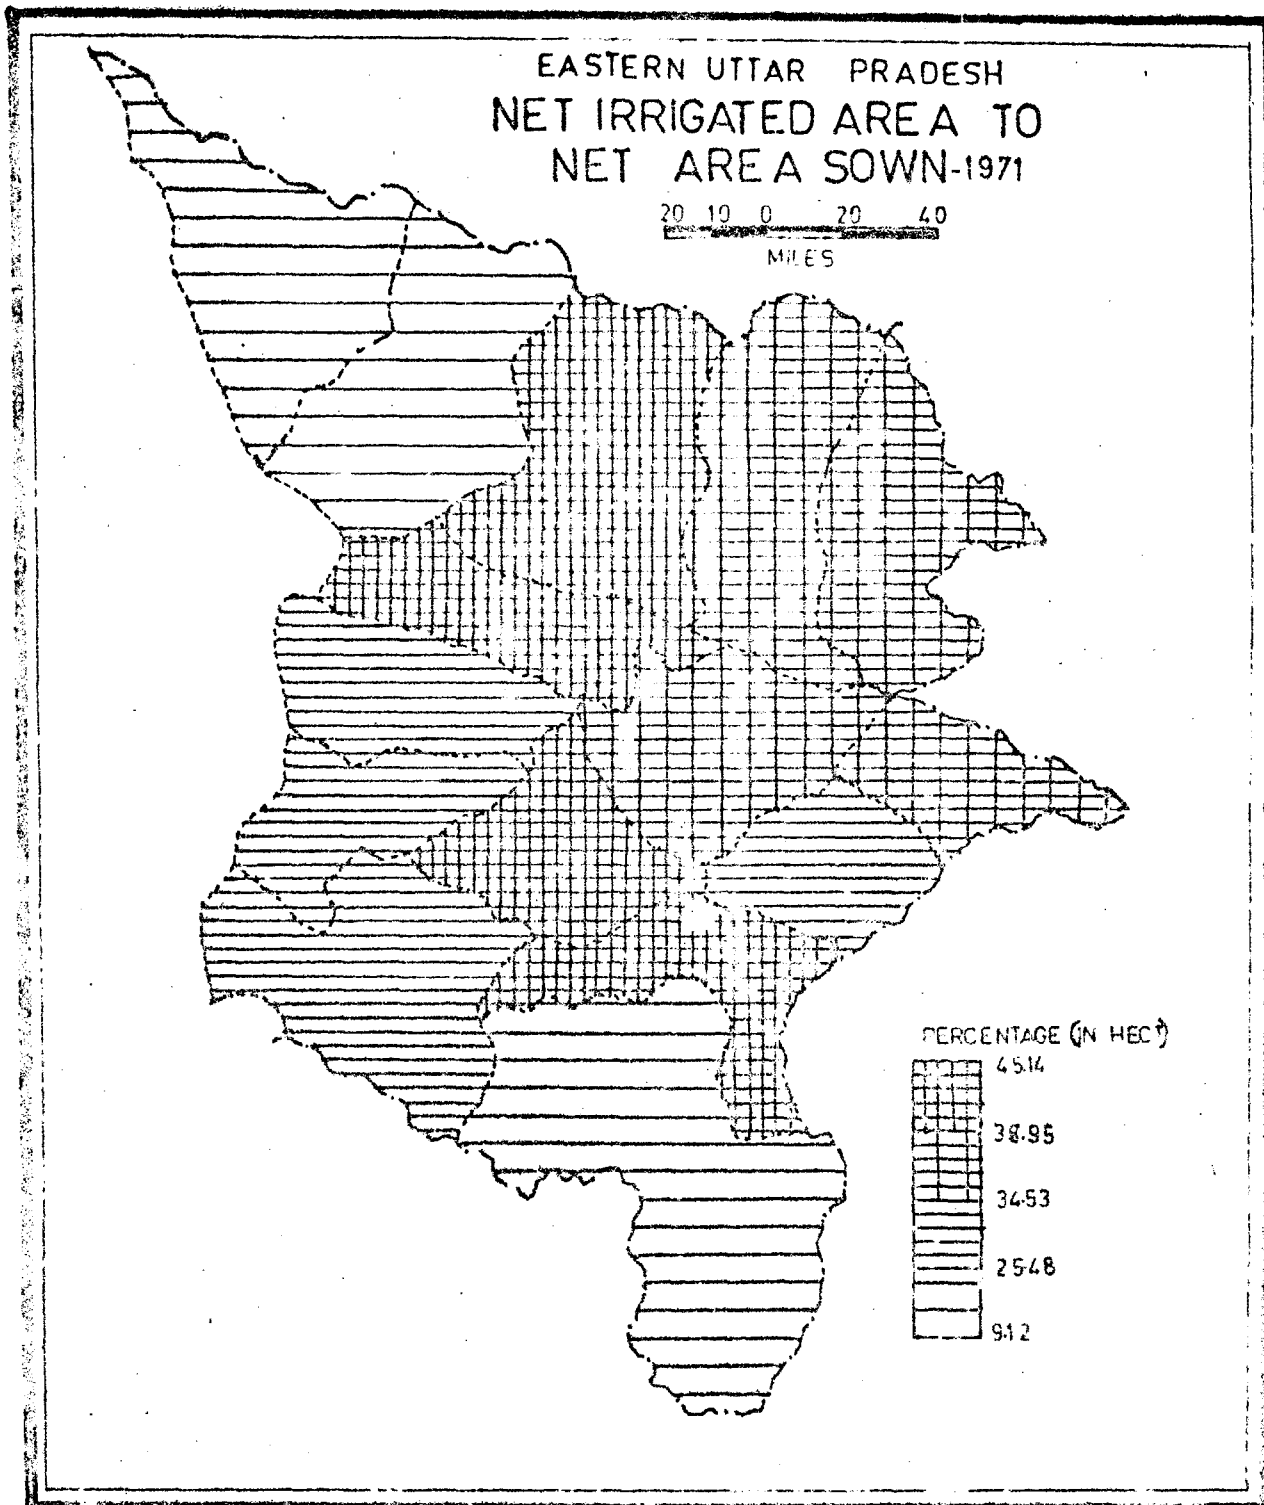 EASTERN UTTAR PRADESH
NET IRRIGATED AREA TO
NET AREA SOWN-1971
20 10 0 20 40
MILES
PERCENTAGE (IN HECT)
45.14
38.95
34.53
25.48
9.12